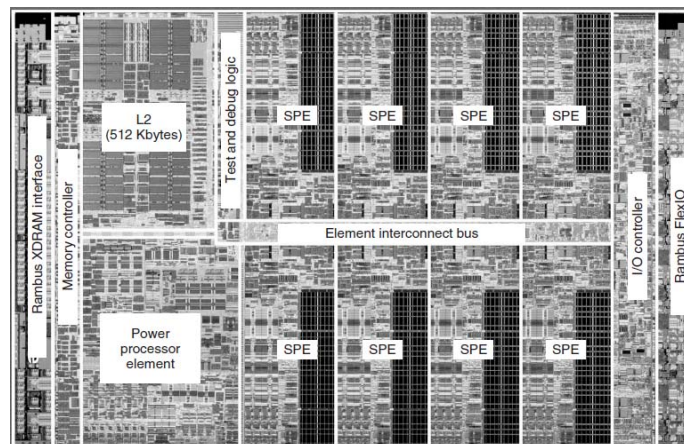 Rambus XDRAM interface
Memory controller
L2
(512 Kbytes)
Test and debug logic
SPE
SPE
SPE
SPE
Element interconnect bus
Power
processor
element
SPE
SPE
SPE
SPE
I/O controller
Rambus FlexIO